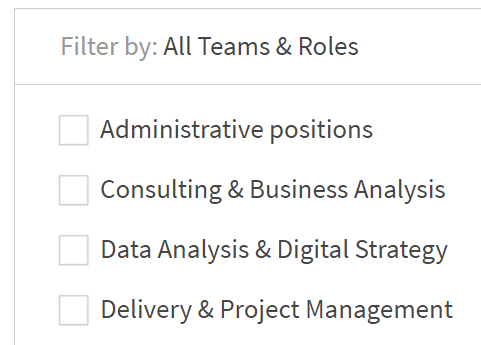 Filter by: All Teams & Roles
Administrative positions
Consulting & Business Analysis
Data Analysis & Digital Strategy
Delivery & Project Management